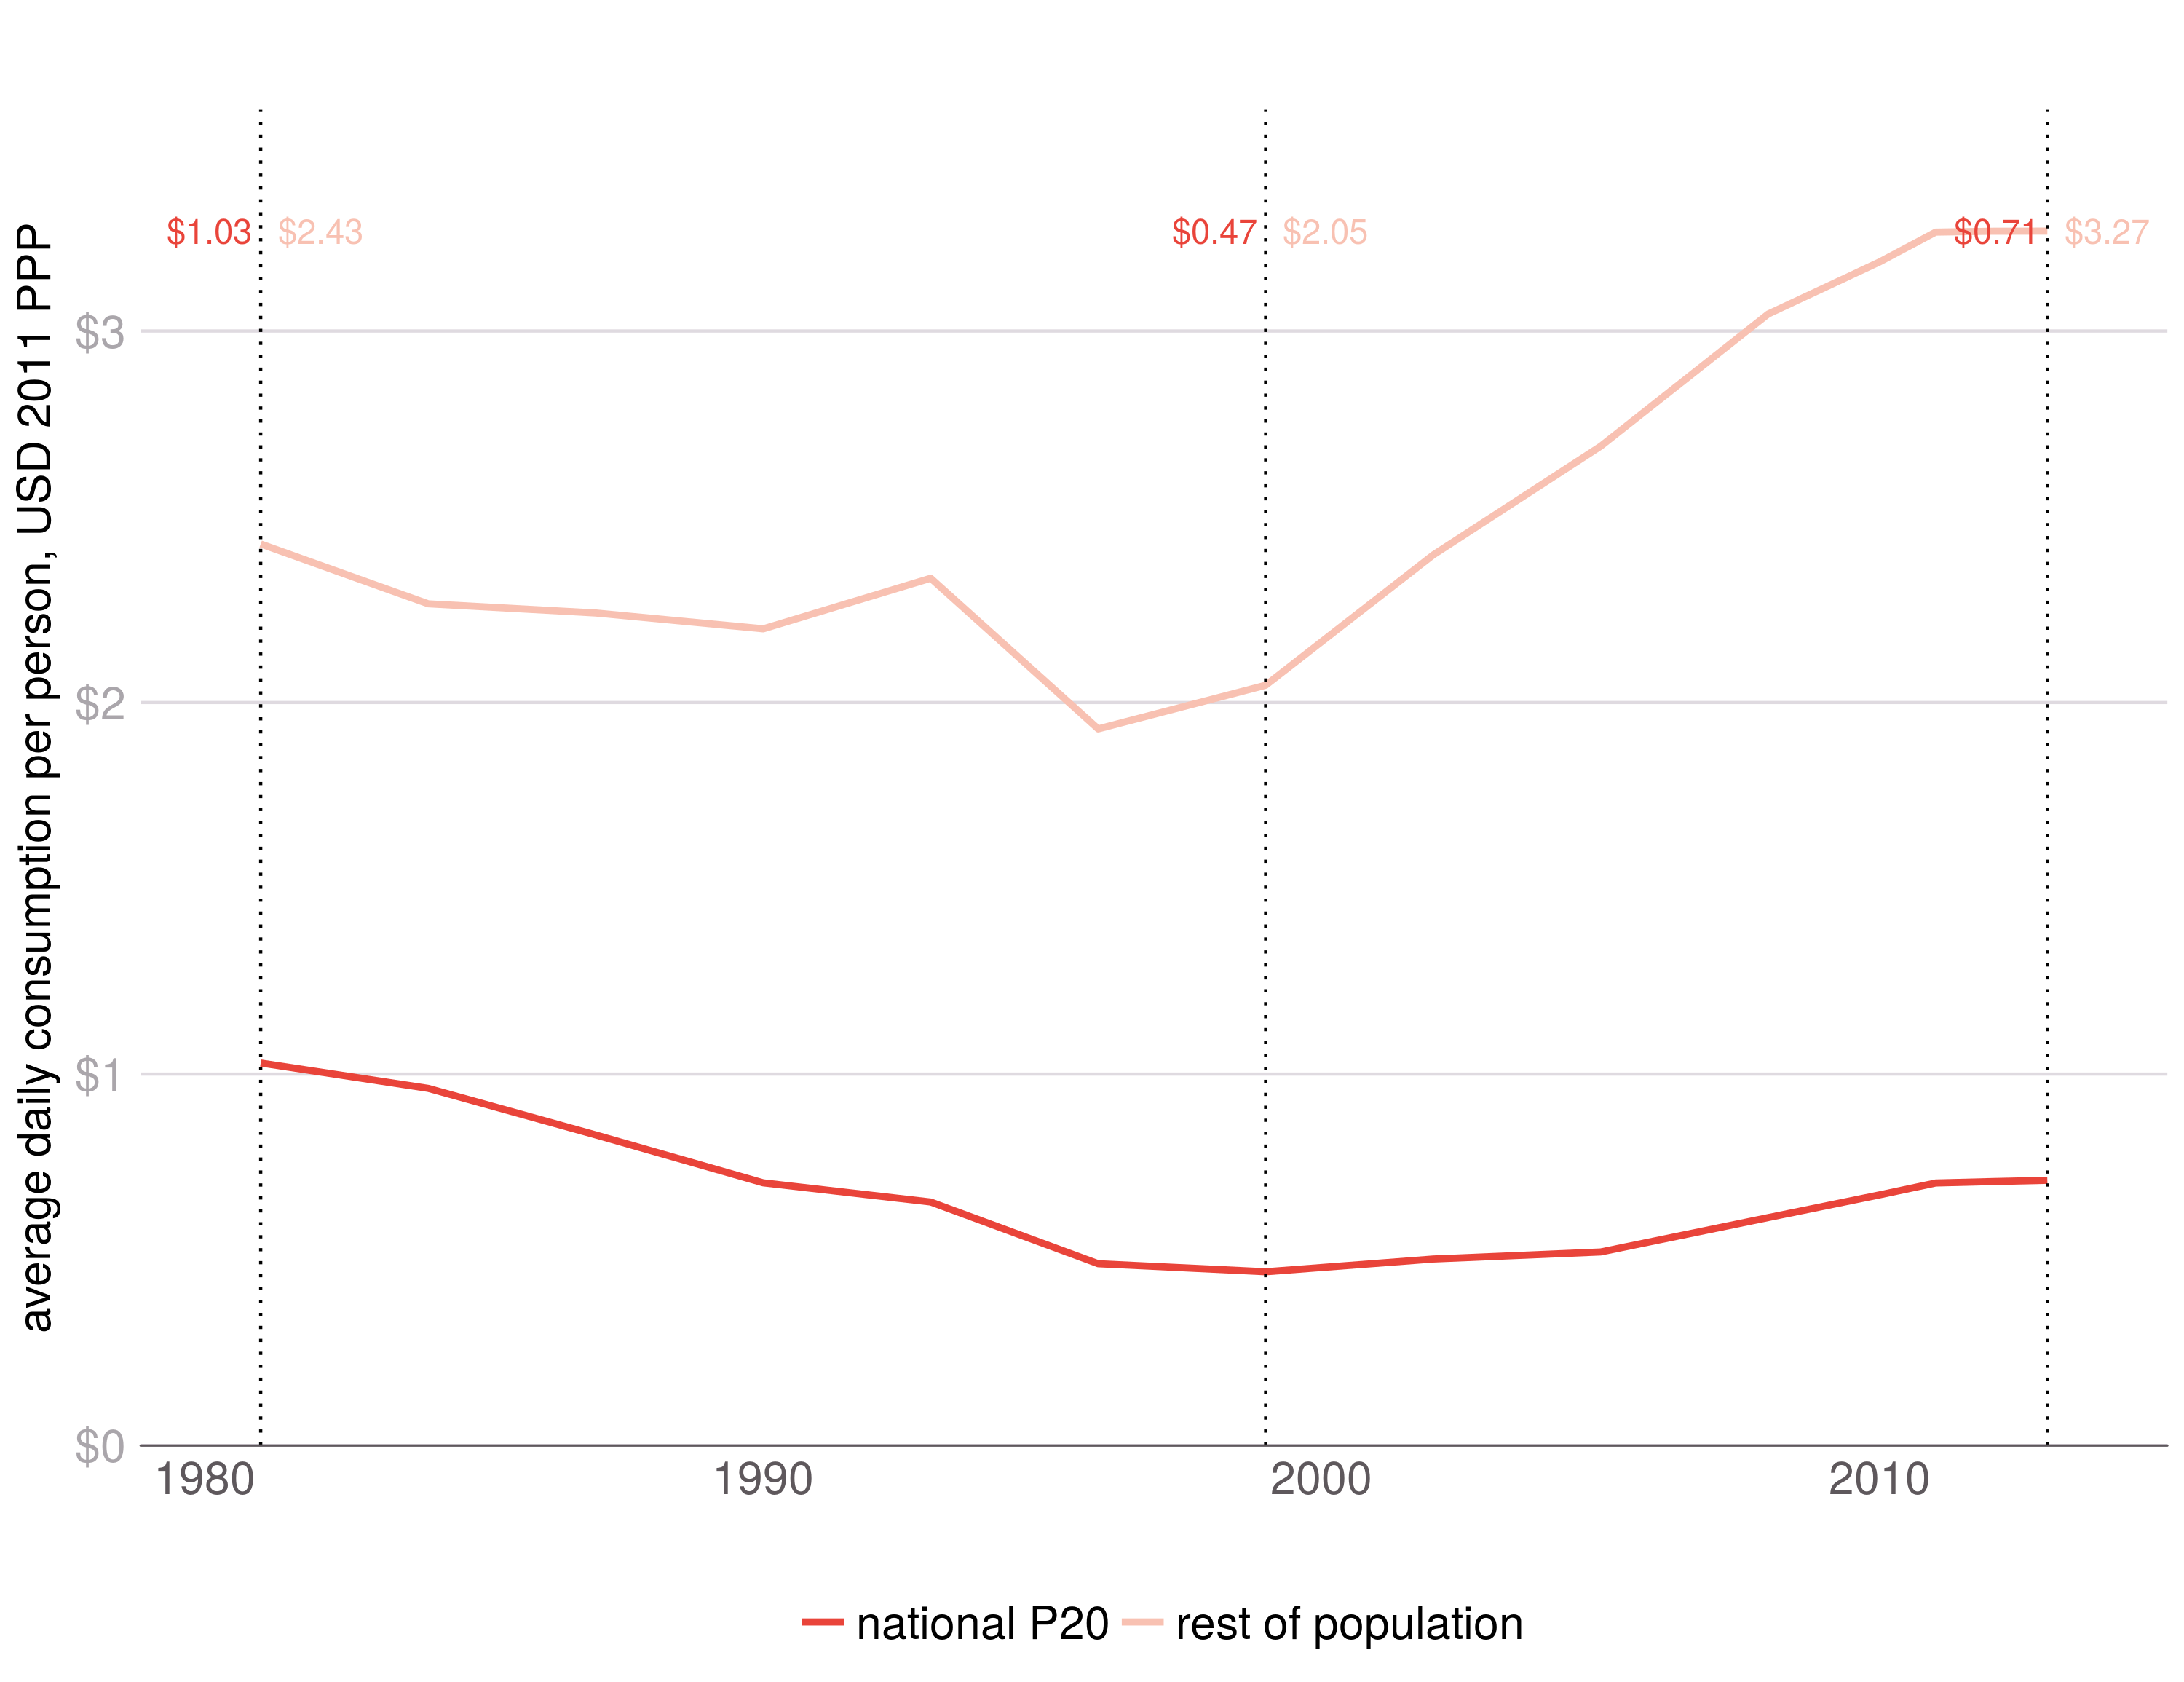 average daily consumption per person, USD 2011 PPP
$1.03 $2.43
$0.47 $2.05
$0.71 $3.27
$3
$2
$1
$0
1980 1990 2000 2010
national P20 rest of population